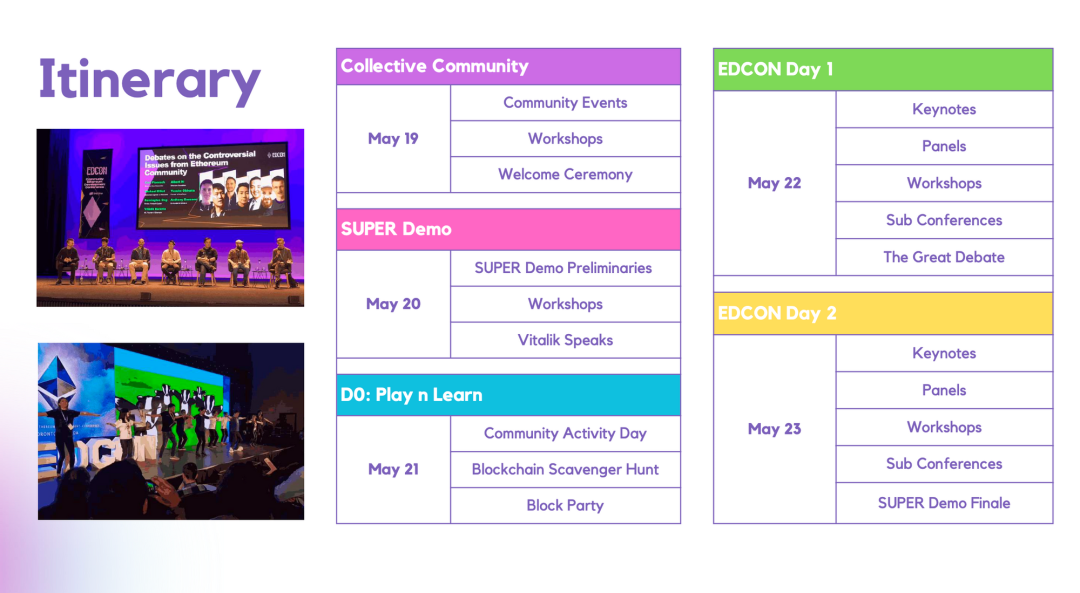 Itinerary
EDCON
Debates on the Controversial
Issues from Ethereum
Community
EDCON
EDCON
Collective Community
May 19
Community Events
Workshops
Welcome Ceremony
SUPER Demo
May 20
SUPER Demo Preliminaries
Workshops
Vitalik Speaks
D0: Play n Learn
May 21
Community Activity Day
Blockchain Scavenger Hunt
Block Party
EDCON Day 1
May 22
Keynotes
Panels
Workshops
Sub Conferences
The Great Debate
EDCON Day 2
May 23
Keynotes
Panels
Workshops
Sub Conferences
SUPER Demo Finale